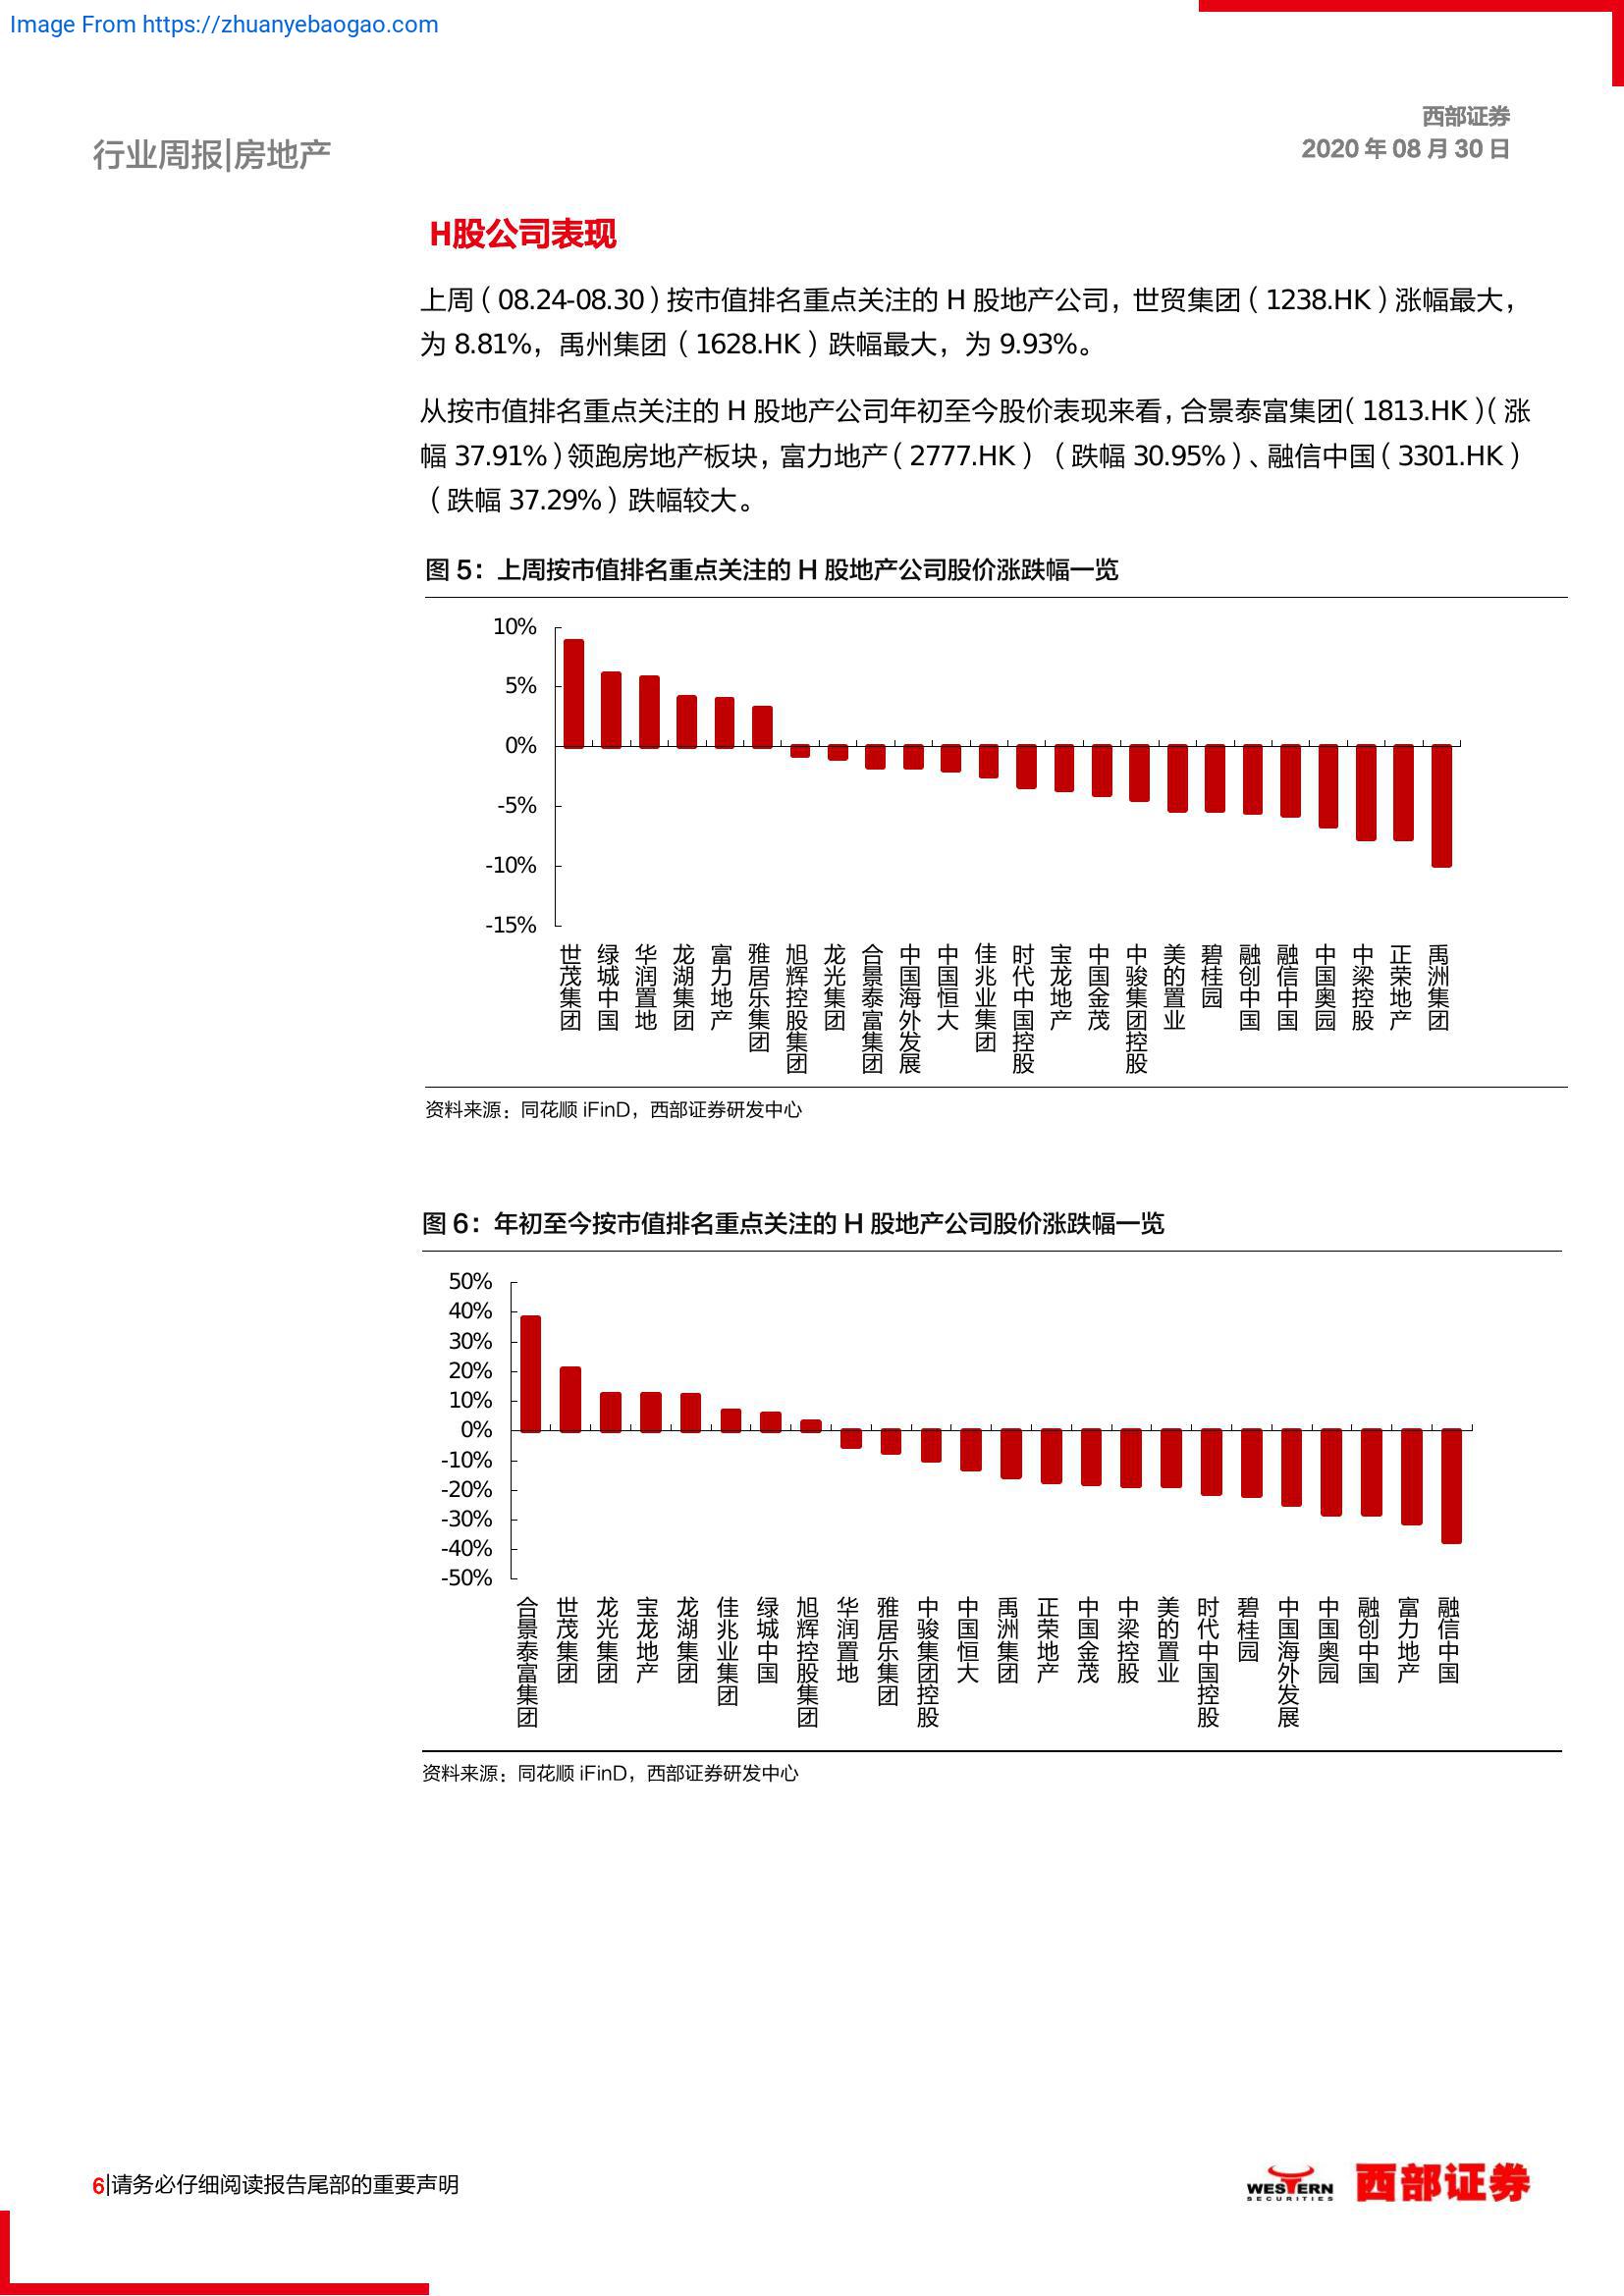 Image From https://zhuanyebaogao.com
西部证券
2020 年 08 月 30 日
行业周报|房地产
H股公司表现
上周（08.24-08.30）按市值排名重点关注的 H 股地产公司，世贸集团（1238.HK）涨幅最大，
为 8.81%，禹州集团（1628.HK）跌幅最大，为 9.93%。
从按市值排名重点关注的 H 股地产公司年初至今股价表现来看，合景泰富集团（1813.HK）（涨
幅 37.91%）领跑房地产板块，富力地产（2777.HK）（跌幅 30.95%）、融信中国（3301.HK）
（跌幅 37.29%）跌幅较大。
图 5：上周按市值排名重点关注的 H 股地产公司股价涨跌幅一览
10%
5%
0%
-5%
-10%
-15%
世茂集团
绿城中国
华润置地
龙湖集团
富力地产
雅居乐集团
旭辉控股集团
龙光集团
合景泰富集团
中国海外发展
中国恒大
佳兆业集团
时代中国控股
宝龙地产
中国金茂
中骏集团控股
美的置业
碧桂园
融创中国
融信中国
中国奥园
中梁控股
正荣地产
禹洲集团
资料来源：同花顺 iFinD，西部证券研发中心
图 6：年初至今按市值排名重点关注的 H 股地产公司股价涨跌幅一览
50%
40%
30%
20%
10%
0%
-10%
-20%
-30%
-40%
-50%
合景泰富集团
世茂集团
龙光集团
宝龙地产
龙湖集团
佳兆业集团
绿城中国
旭辉控股集团
华润置地
雅居乐集团
中骏集团控股
中国恒大
禹洲集团
正荣地产
中国金茂
中梁控股
美的置业
时代中国控股
碧桂园
中国海外发展
中国奥园
融创中国
富力地产
融信中国
资料来源：同花顺 iFinD，西部证券研发中心
6|请务必仔细阅读报告尾部的重要声明
WESTERN
SECURITIES
西部证券